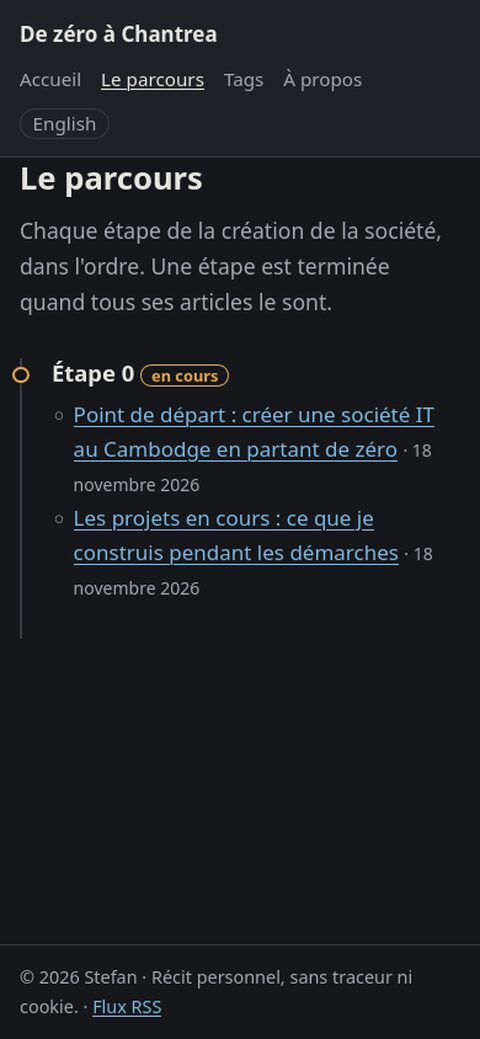 De zéro à Chantrea
Accueil Le parcours Tags À propos
English
Le parcours
Chaque étape de la création de la société,
dans l'ordre. Une étape est terminée
quand tous ses articles le sont.
Étape 0 en cours
Point de départ : créer une société IT
au Cambodge en partant de zéro · 18
novembre 2026
Les projets en cours : ce que je
construis pendant les démarches · 18
novembre 2026
© 2026 Stefan · Récit personnel, sans traceur ni
cookie. · Flux RSS